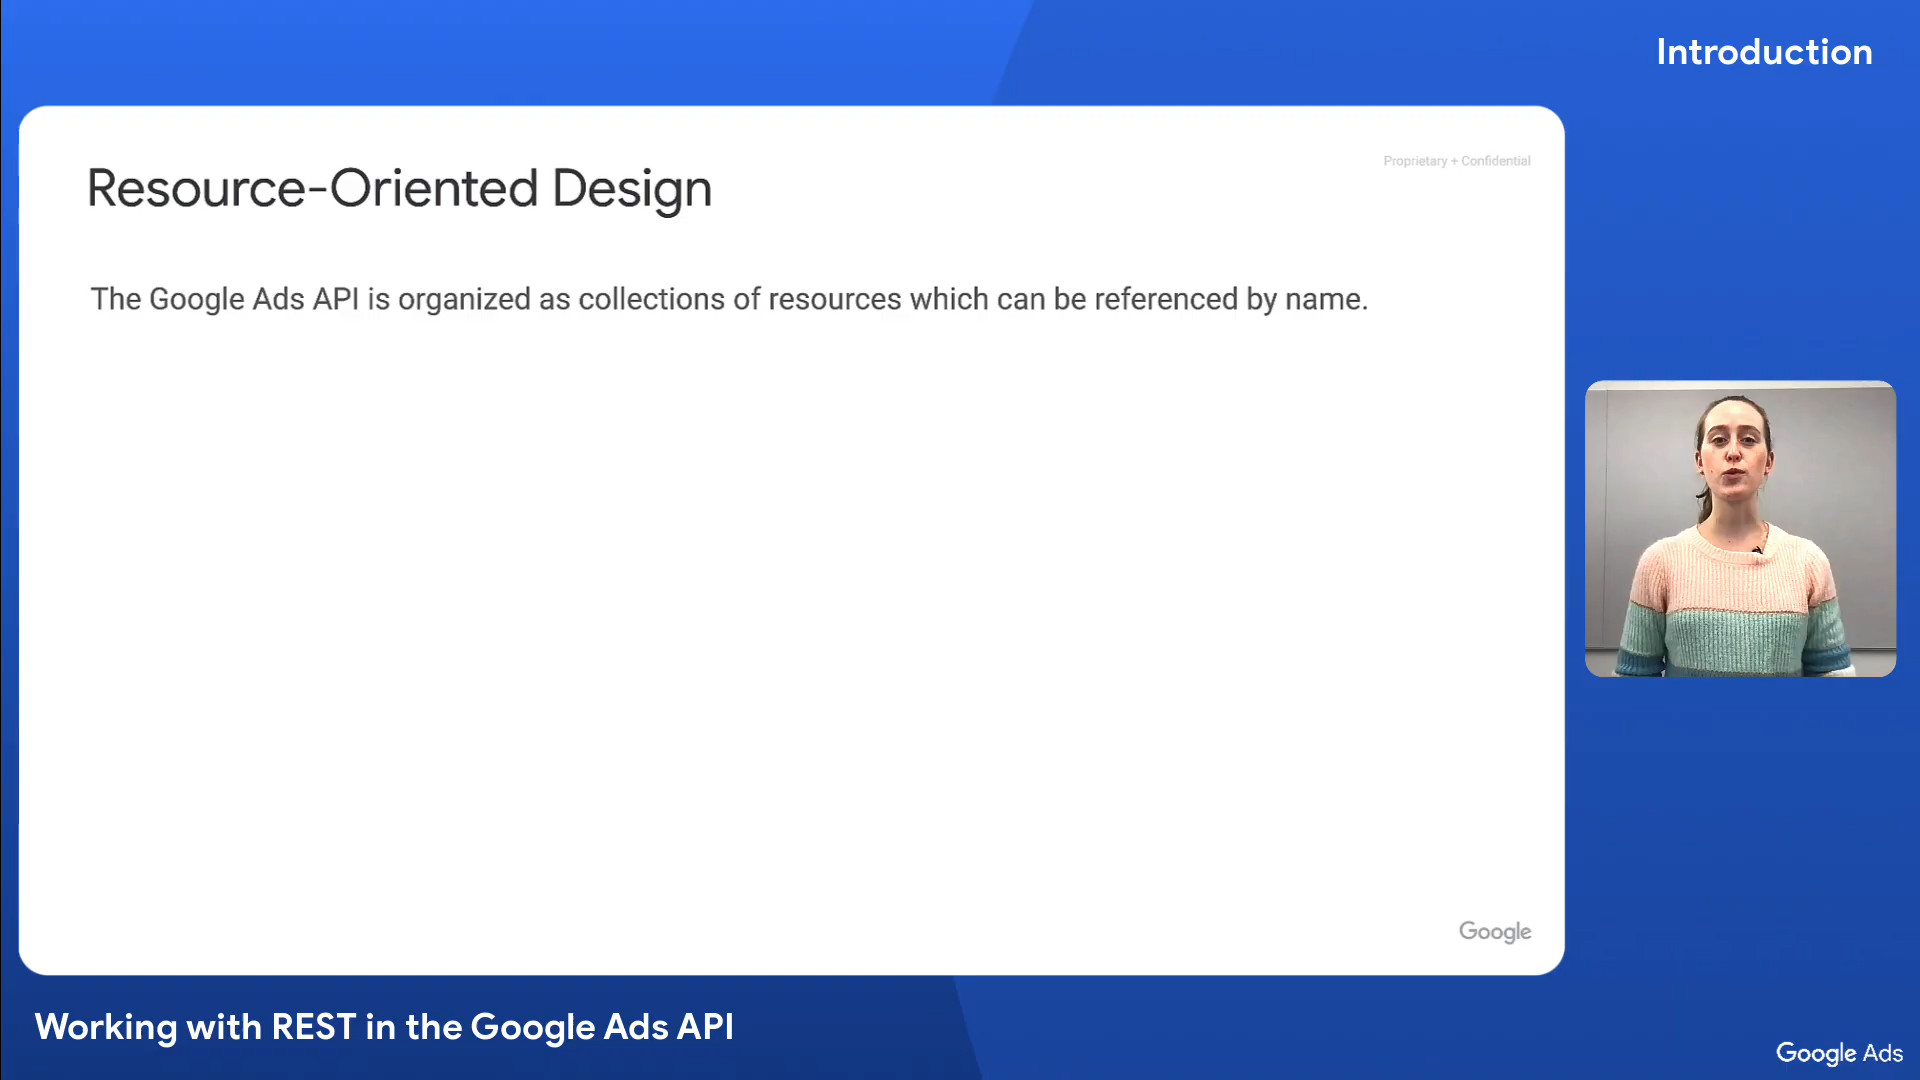 Introduction
Proprietary + Confidential
Resource-Oriented Design
The Google Ads API is organized as collections of resources which can be referenced by name.
Google
Working with REST in the Google Ads API
Google Ads